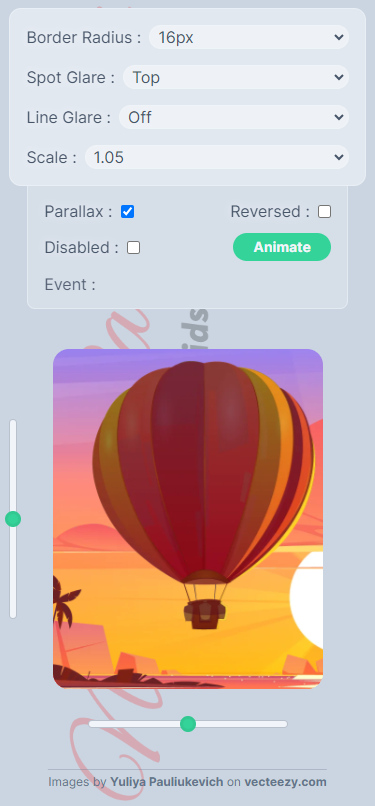 Border Radius : 16px
Spot Glare : Top
Line Glare : Off
Scale : 1.05
Parallax : Reversed :
Disabled : Animate
Event :
ids
Images by Yuliya Pauliukevich on vecteezy.com